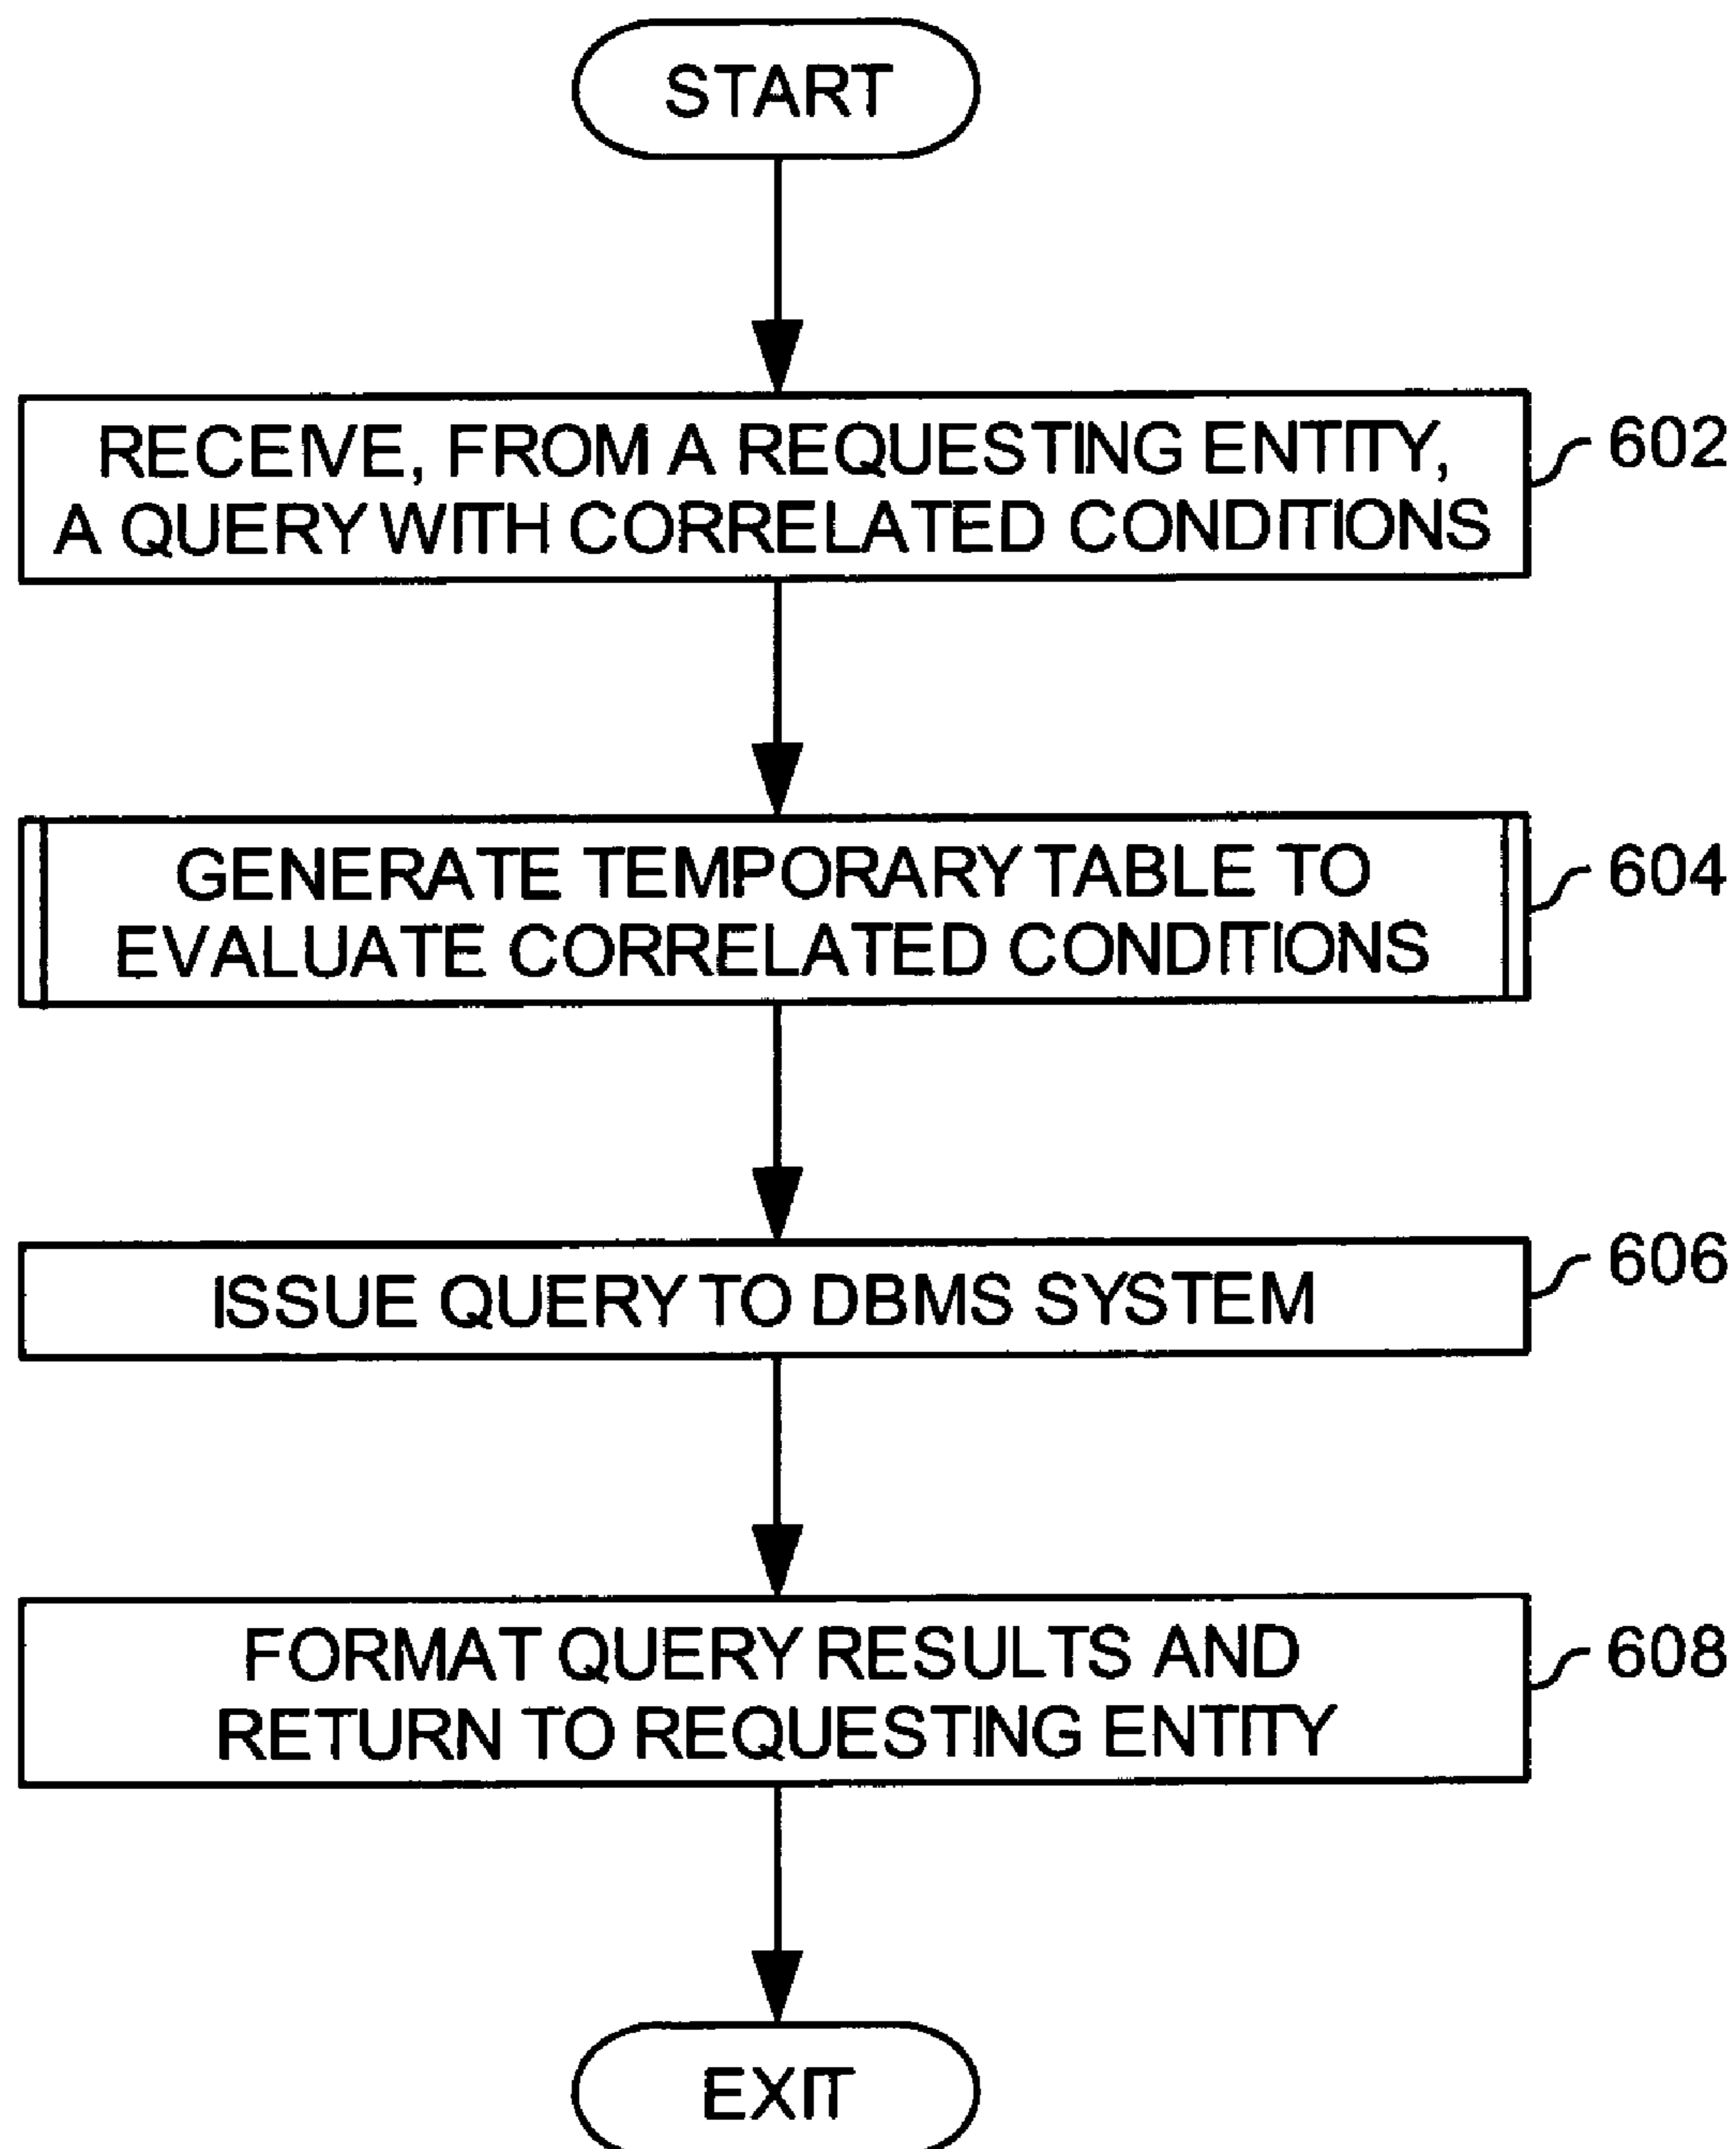 START
RECEIVE, FROM A REQUESTING ENTITY,
A QUERY WITH CORRELATED CONDITIONS
602
GENERATE TEMPORARY TABLE TO
EVALUATE CORRELATED CONDITIONS
604
ISSUE QUERY TO DBMS SYSTEM
606
FORMAT QUERY RESULTS AND
RETURN TO REQUESTING ENTITY
608
EXIT